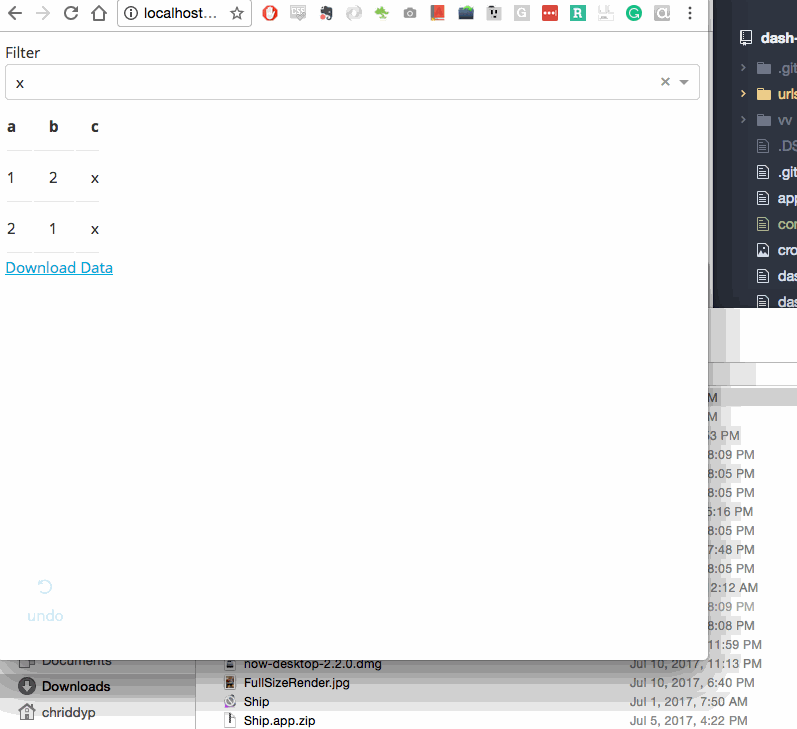 localhost...
Filter
x
a b c
1 2 x
2 1 x
Download Data
undo
dash-
.git
urls
vv
.DS
.git
app
con
cro
das
das
M
M
53 PM
8:09 PM
8:05 PM
8:05 PM
5:16 PM
8:05 PM
7:48 PM
8:05 PM
2:12 AM
8:09 PM
8:08 PM
11:59 PM
Documents
now-desktop-2.2.0.dmg Jul 10, 2017, 11:13 PM
Downloads
FullSizeRender.jpg Jul 10, 2017, 6:40 PM
Ship Jul 1, 2017, 7:50 AM
chriddyp
Ship.app.zip Jul 5, 2017, 4:22 PM